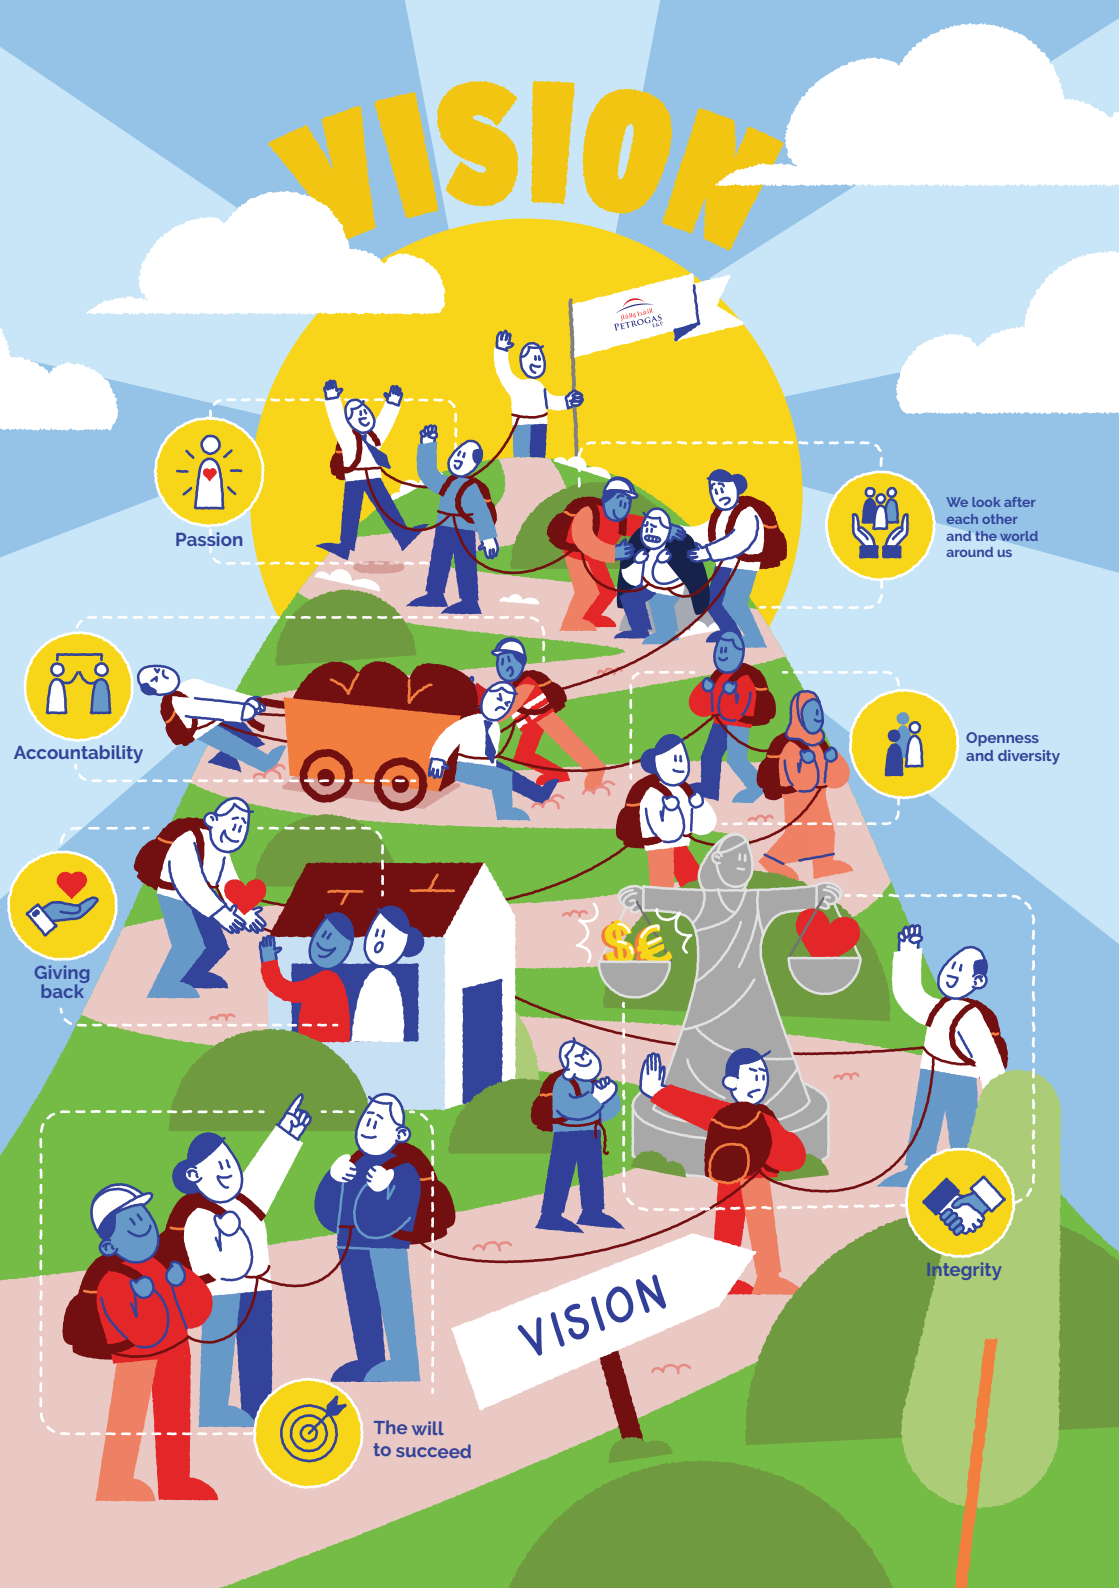 VISION
PETROGAS
E&P
Passion
We look after
each other
and the world
around us
Accountability
Openness
and diversity
Giving
back
$ €
Integrity
VISION
The will
to succeed